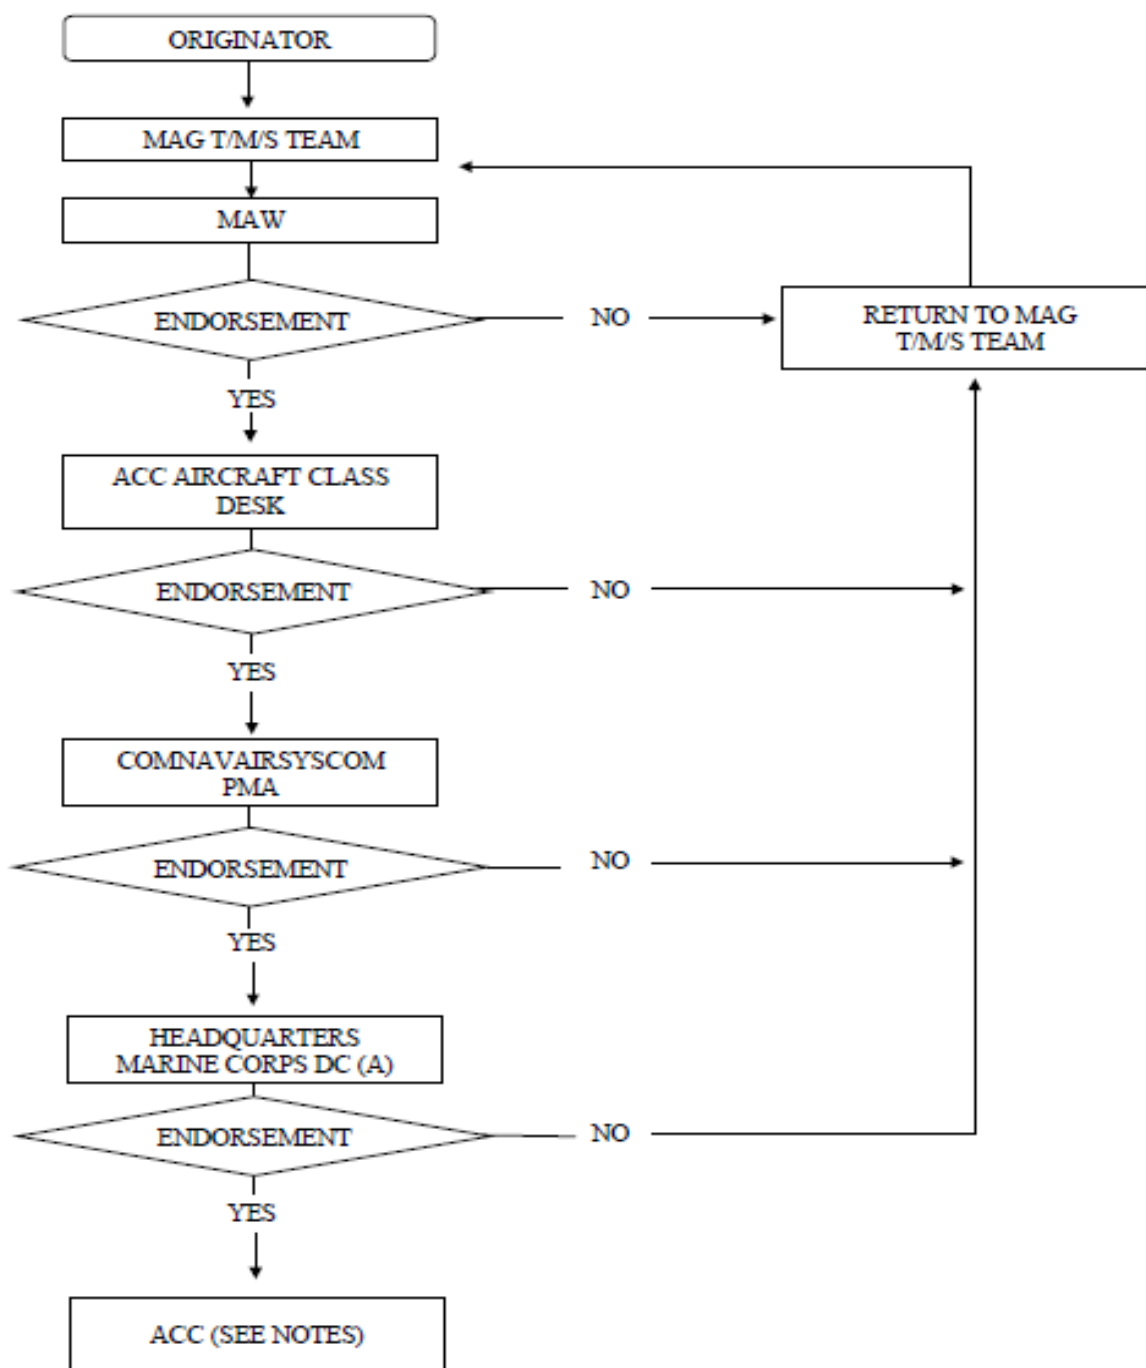 ORIGINATOR
MAG T/M/S TEAM
MAW
ENDORSEMENT
NO
RETURN TO MAG
T/M/S TEAM
YES
ACC AIRCRAFT CLASS
DESK
ENDORSEMENT
NO
YES
COMNAVAIRSYSCOM
PMA
ENDORSEMENT
NO
YES
HEADQUARTERS
MARINE CORPS DC (A)
ENDORSEMENT
NO
YES
ACC (SEE NOTES)